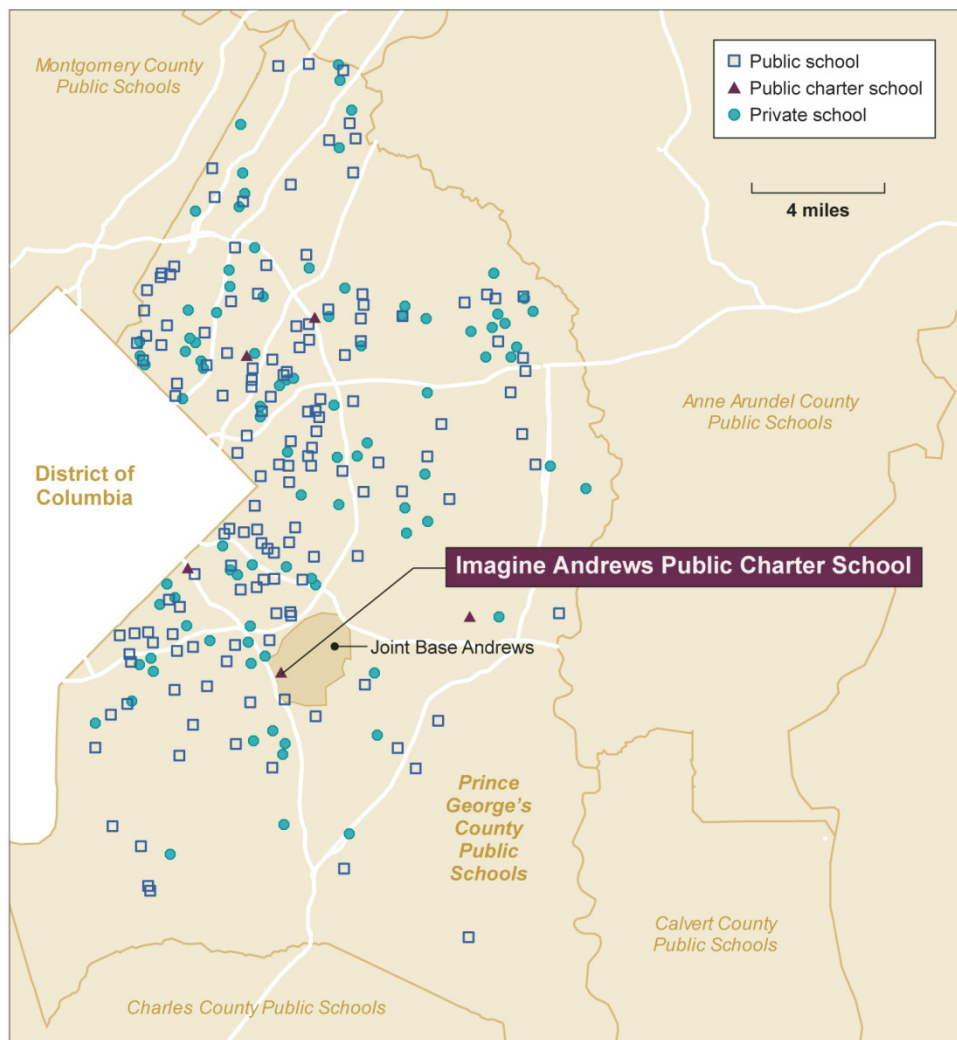 Montgomery County
Public Schools
Public school
Public charter school
Private school
4 miles
Anne Arundel County
Public Schools
District of
Columbia
Imagine Andrews Public Charter School
Joint Base Andrews
Prince
George’s
County
Public
Schools
Calvert County
Public Schools
Charles County Public Schools